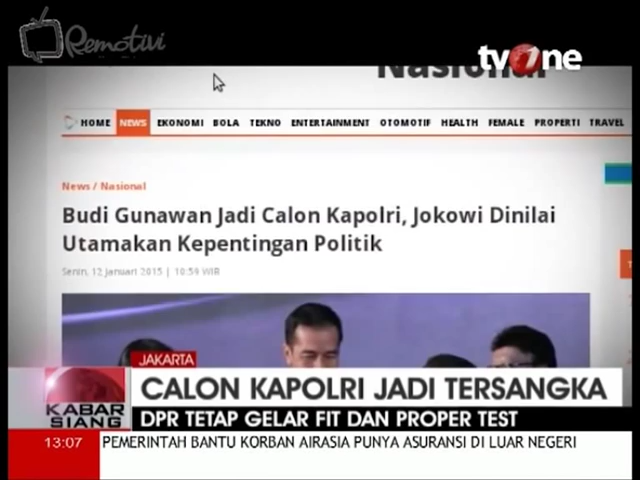 Remotivi
tvOne
Nasional
HOME NEWS EKONOMI BOLA TEKNO ENTERTAINMENT OTOMOTIF HEALTH FEMALE PROPERTI TRAVEL
News / Nasional
Budi Gunawan Jadi Calon Kapolri, Jokowi Dinilai
Utamakan Kepentingan Politik
Senin, 12 Januari 2015 | 10:59 WIB
JAKARTA
CALON KAPOLRI JADI TERSANGKA
KABAR
SIANG
DPR TETAP GELAR FIT DAN PROPER TEST
13:07 PEMERINTAH BANTU KORBAN AIRASIA PUNYA ASURANSI DI LUAR NEGERI